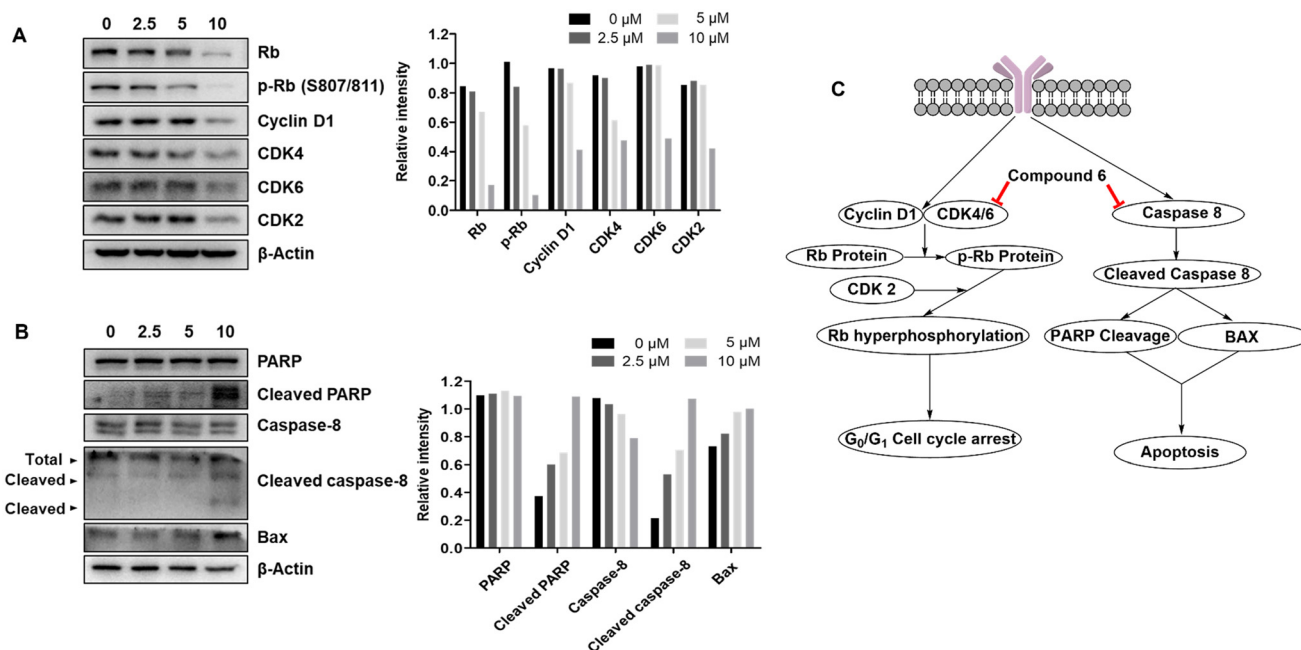 A
0 2.5 5 10
Rb
p-Rb (S807/811)
Cyclin D1
CDK4
CDK6
CDK2
β-Actin
0 µM 5 µM
2.5 µM 10 µM
Relative intensity
1.2
1.0
0.8
0.6
0.4
0.2
0.0
Rb p-Rb Cyclin D1 CDK4 CDK6 CDK2
B
0 2.5 5 10
PARP
Cleaved PARP
Caspase-8
Total
Cleaved
Cleaved
Cleaved caspase-8
Bax
β-Actin
0 µM 5 µM
2.5 µM 10 µM
Relative intensity
1.2
1.0
0.8
0.6
0.4
0.2
0.0
PARP Cleaved PARP Caspase-8 Cleaved caspase-8 Bax
C
Compound 6
Cyclin D1 CDK4/6 Caspase 8
Rb Protein p-Rb Protein Cleaved Caspase 8
CDK 2
Rb hyperphosphorylation PARP Cleavage BAX
G0/G1 Cell cycle arrest Apoptosis